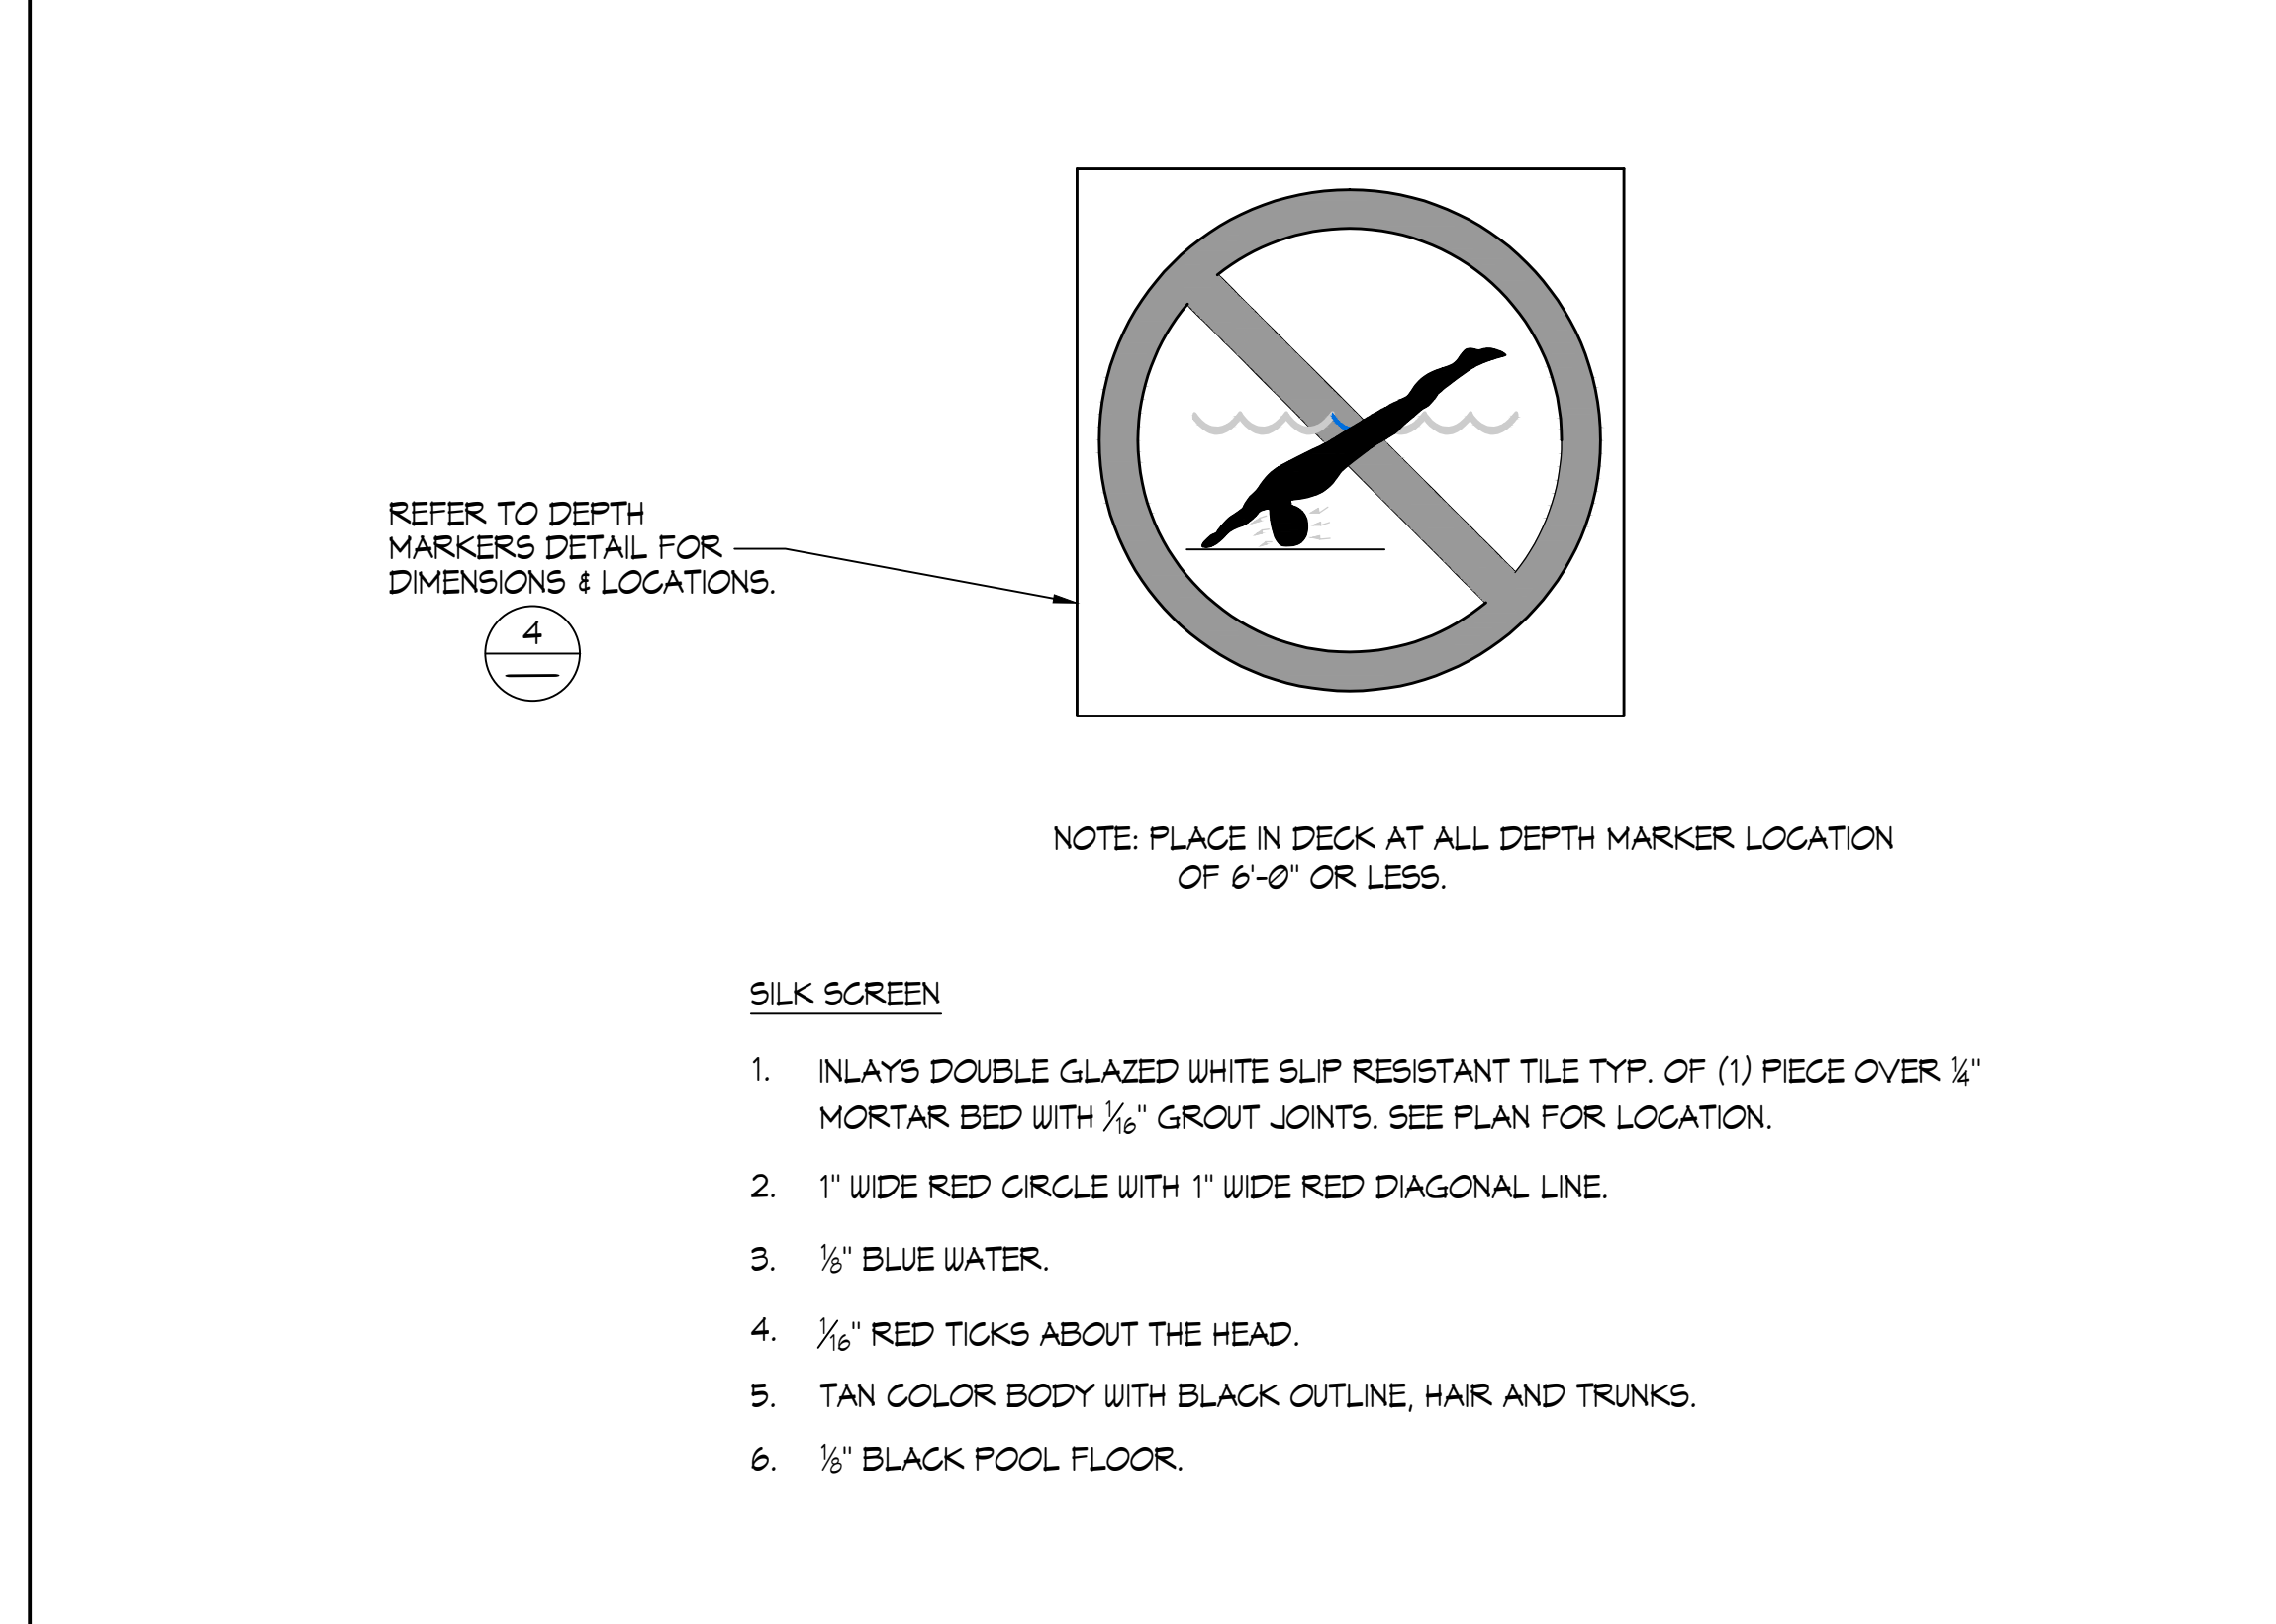 REFER TO DEPTH
MARKERS DETAIL FOR
DIMENSIONS & LOCATIONS.
4
NOTE: PLACE IN DECK AT ALL DEPTH MARKER LOCATION
OF 6'-0" OR LESS.
SILK SCREEN
1. INLAYS DOUBLE GLAZED WHITE SLIP RESISTANT TILE TYP. OF (1) PIECE OVER 1/4"
MORTAR BED WITH 1/16" GROUT JOINTS. SEE PLAN FOR LOCATION.
2. 1" WIDE RED CIRCLE WITH 1" WIDE RED DIAGONAL LINE.
3. 1/8" BLUE WATER.
4. 1/16" RED TICKS ABOUT THE HEAD.
5. TAN COLOR BODY WITH BLACK OUTLINE, HAIR AND TRUNKS.
6. 1/8" BLACK POOL FLOOR.